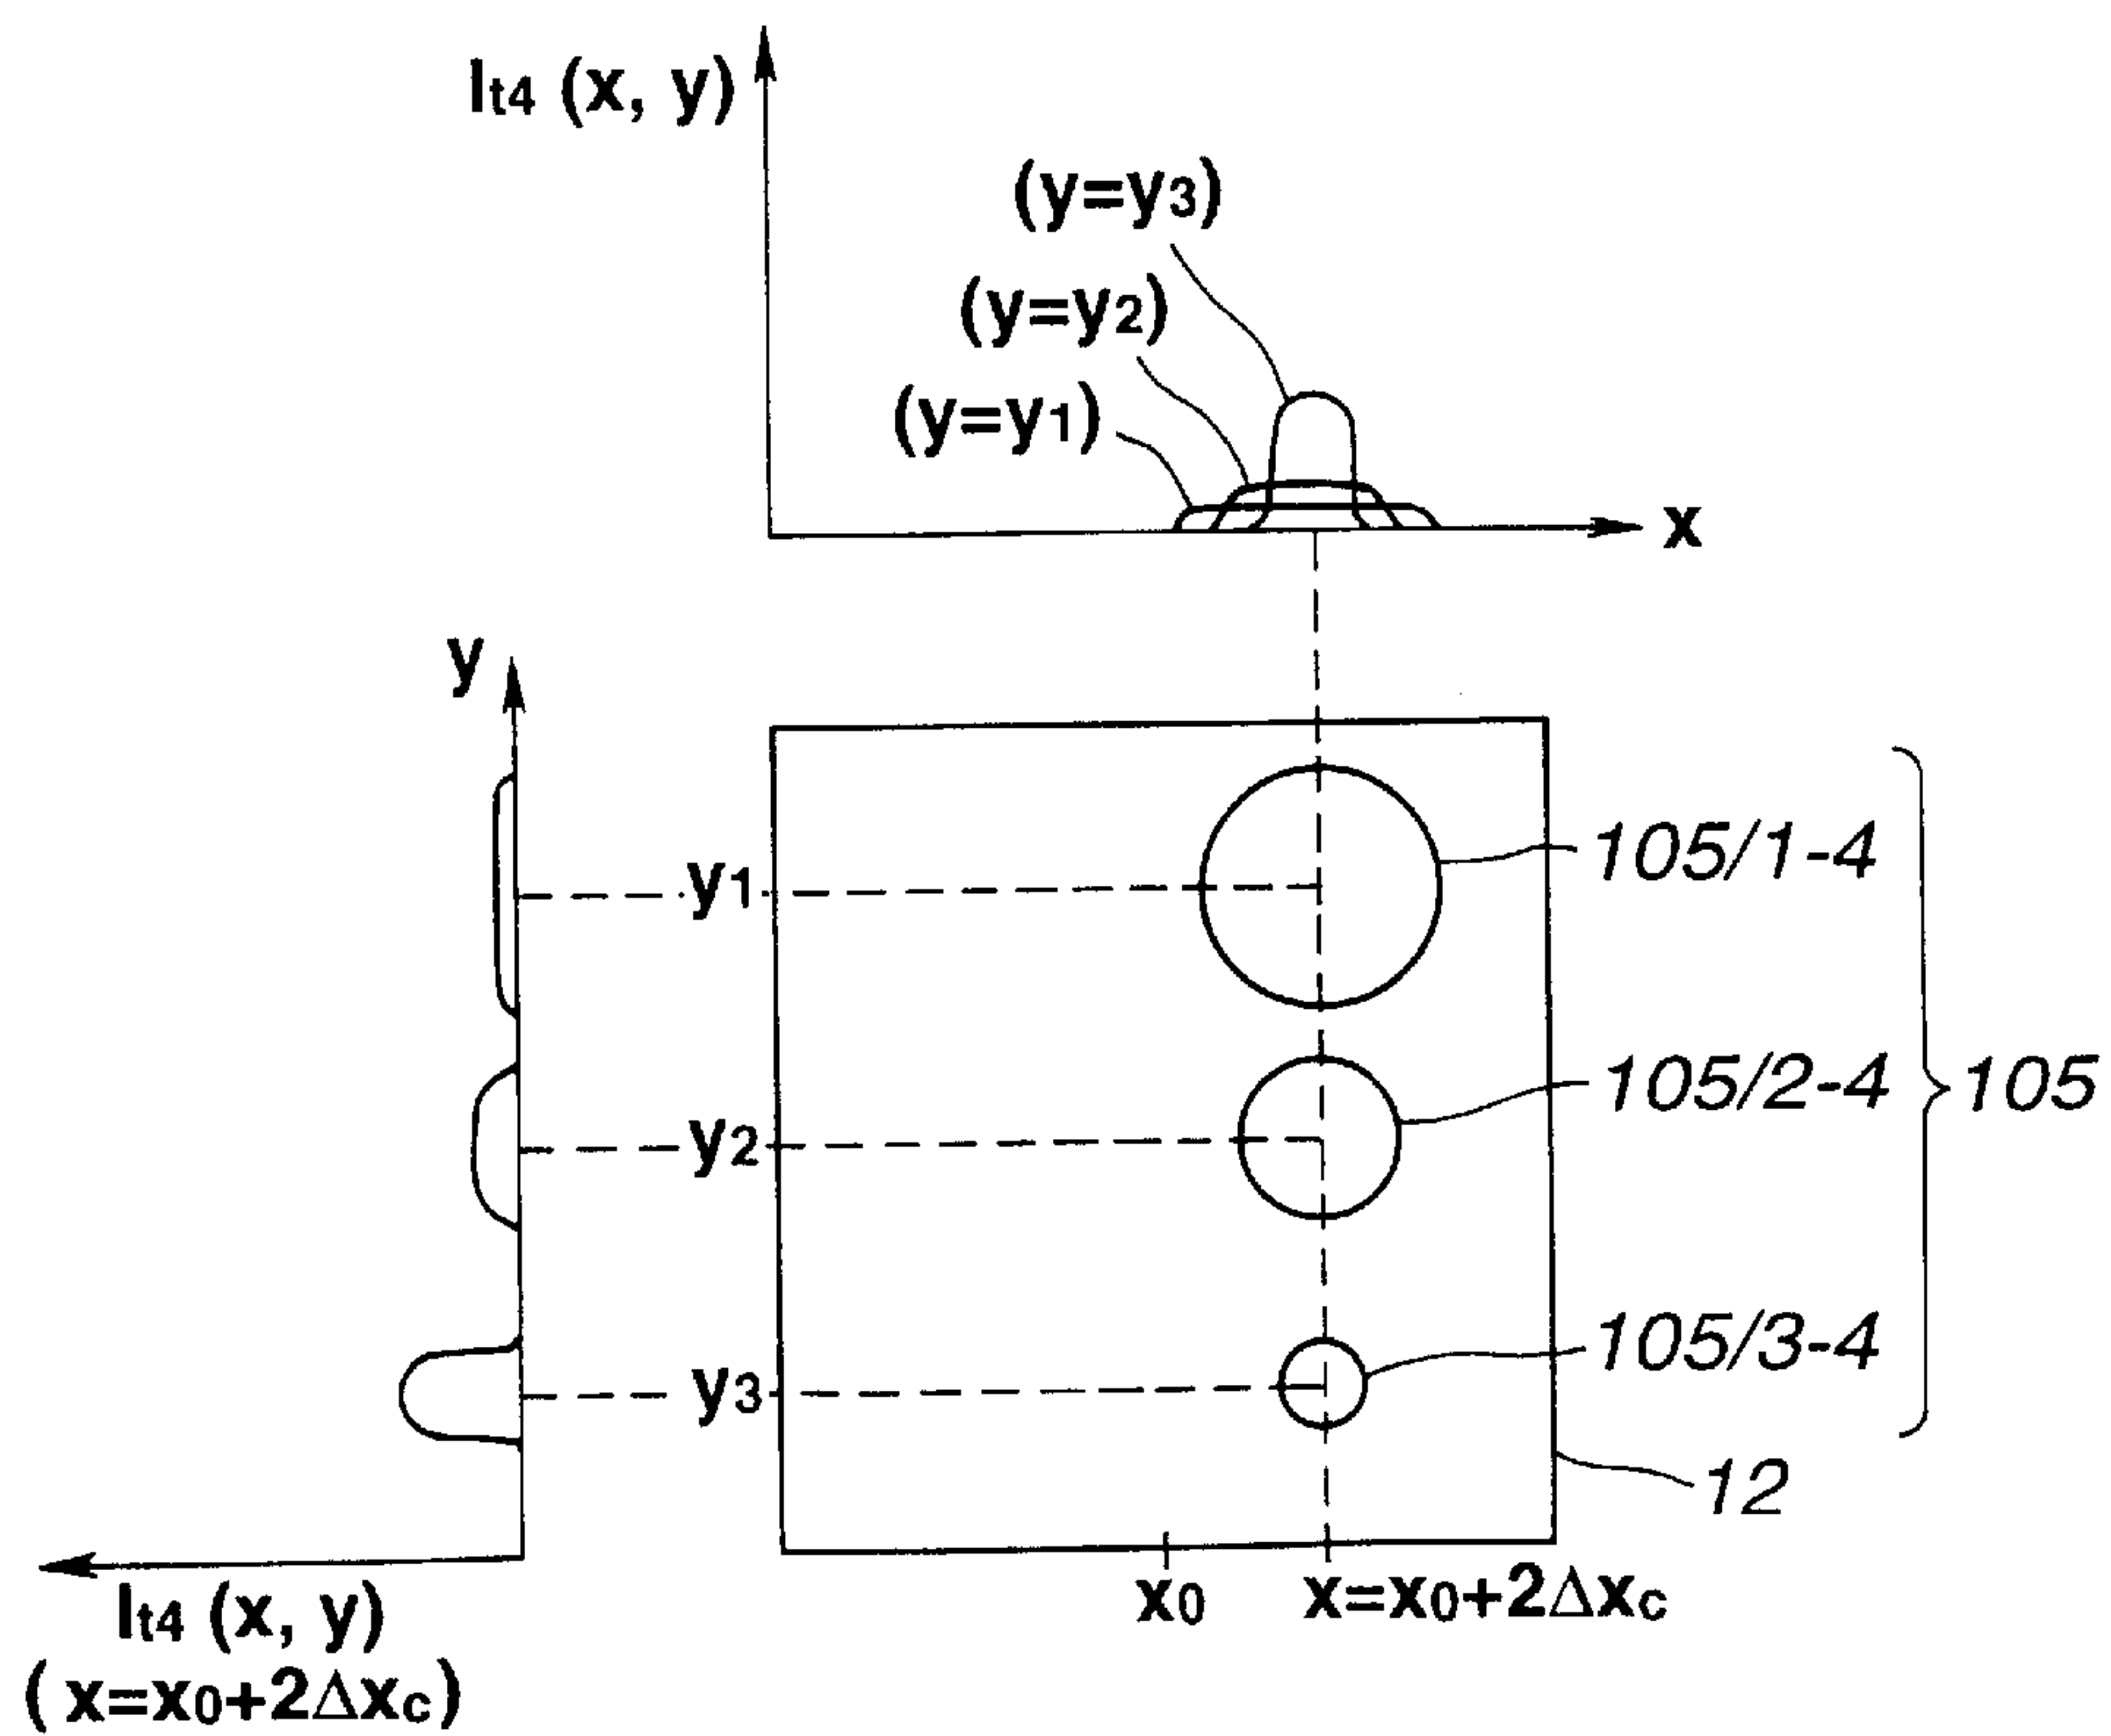 It4 (x, y)
(y=y3)
(y=y2)
(y=y1)
x
y
y1
105/1-4
y2
105/2-4
105
y3
105/3-4
12
x0
x=x0+2Δxc
It4 (x, y)
(x=x0+2Δxc)